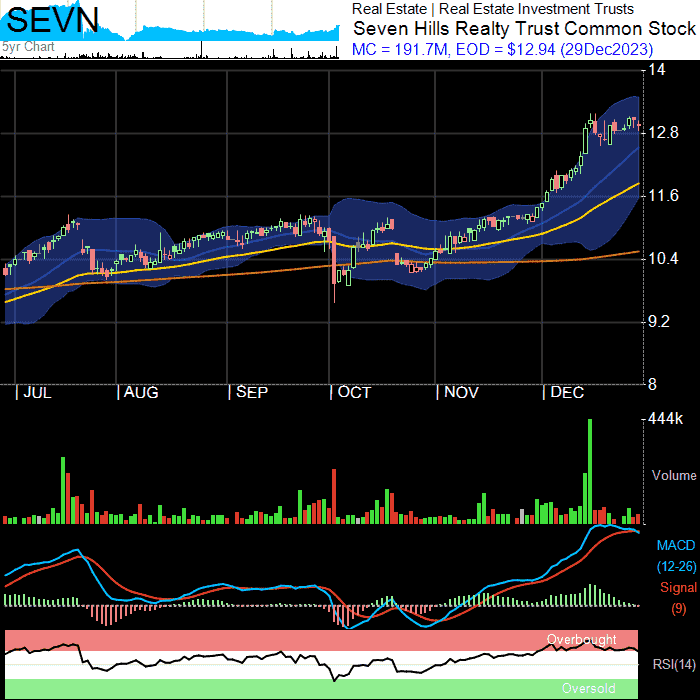 SEVN
5yr Chart
Real Estate | Real Estate Investment Trusts
Seven Hills Realty Trust Common Stock
MC = 191.7M, EOD = $12.94 (29Dec2023)
14
12.8
11.6
10.4
9.2
8
| JUL | AUG | SEP | OCT | NOV | DEC
444k
Volume
MACD
(12-26)
Signal
(9)
Overbought
RSI(14)
Oversold